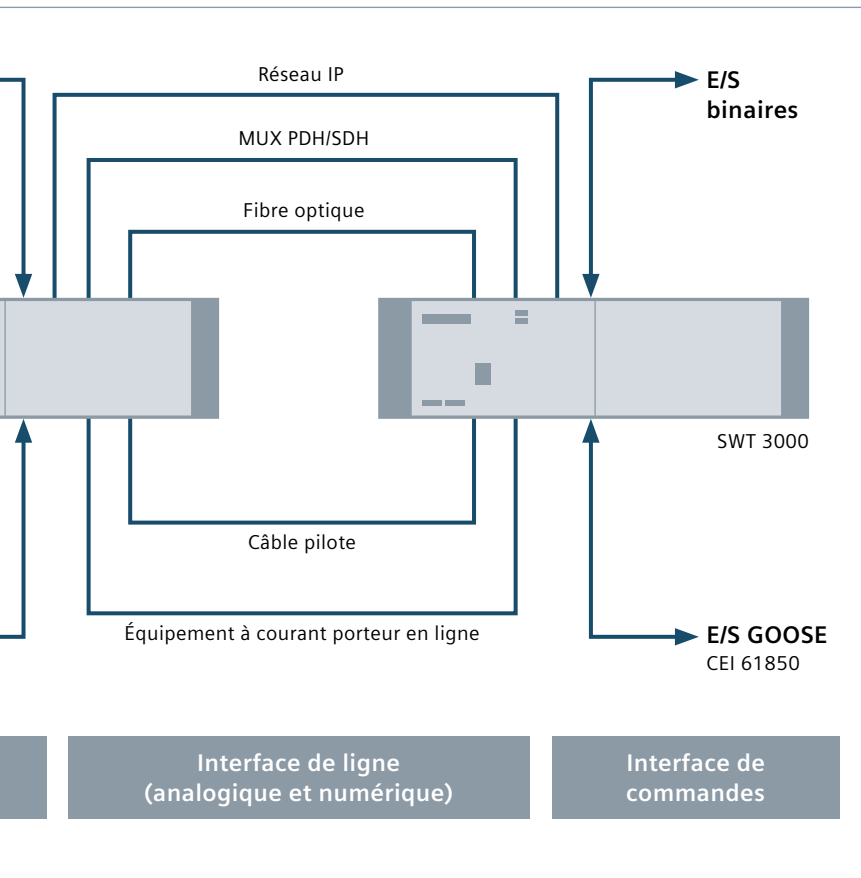 Réseau IP
MUX PDH/SDH
Fibre optique
E/S
binaires
SWT 3000
Câble pilote
Équipement à courant porteur en ligne
E/S GOOSE
CEI 61850
Interface de ligne
(analogique et numérique)
Interface de
commandes